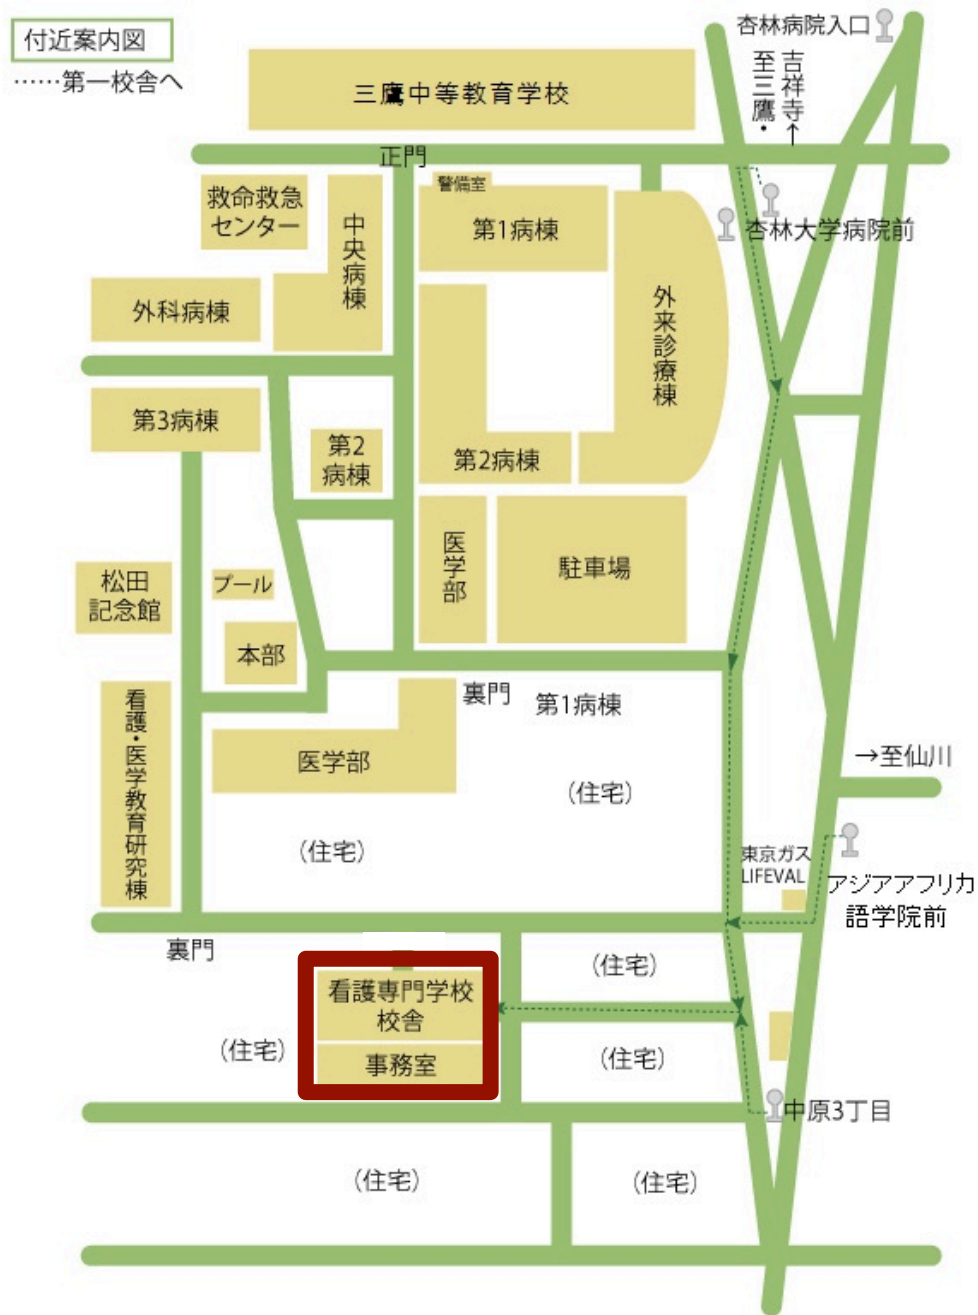 付近案内図
……第一校舎へ
杏林病院入口
至三鷹・
吉祥寺→
三鷹中等教育学校
正門
救命救急
センター
中央病棟
警備室
第1病棟
杏林大学病院前
外科病棟
外来診療棟
第3病棟
第2
病棟
第2病棟
医学部
駐車場
松田
記念館
プール
本部
裏門
第1病棟
看護・医学教育研究棟
医学部
→至仙川
(住宅)
(住宅)
東京ガス
LIFEVAL
アジアアフリカ
語学院前
裏門
(住宅)
看護専門学校
校舎
(住宅)
(住宅)
事務室
中原3丁目
(住宅)
(住宅)